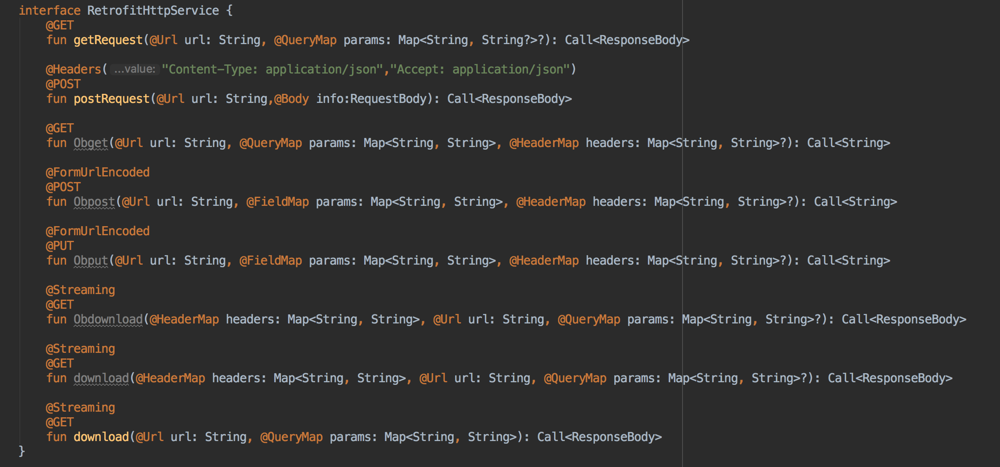 interface RetrofitHttpService {
    @GET
    fun getRequest(@Url url: String, @QueryMap params: Map<String, String?>?): Call<ResponseBody>

    @Headers( ...value: "Content-Type: application/json","Accept: application/json")
    @POST
    fun postRequest(@Url url: String,@Body info:RequestBody): Call<ResponseBody>

    @GET
    fun Obget(@Url url: String, @QueryMap params: Map<String, String>, @HeaderMap headers: Map<String, String>?): Call<String>

    @FormUrlEncoded
    @POST
    fun Obpost(@Url url: String, @FieldMap params: Map<String, String>, @HeaderMap headers: Map<String, String>?): Call<String>

    @FormUrlEncoded
    @PUT
    fun Obput(@Url url: String, @FieldMap params: Map<String, String>, @HeaderMap headers: Map<String, String>?): Call<String>

    @Streaming
    @GET
    fun Obdownload(@HeaderMap headers: Map<String, String>, @Url url: String, @QueryMap params: Map<String, String>?): Call<ResponseBody>

    @Streaming
    @GET
    fun download(@HeaderMap headers: Map<String, String>, @Url url: String, @QueryMap params: Map<String, String>?): Call<ResponseBody>

    @Streaming
    @GET
    fun download(@Url url: String, @QueryMap params: Map<String, String>): Call<ResponseBody>
}